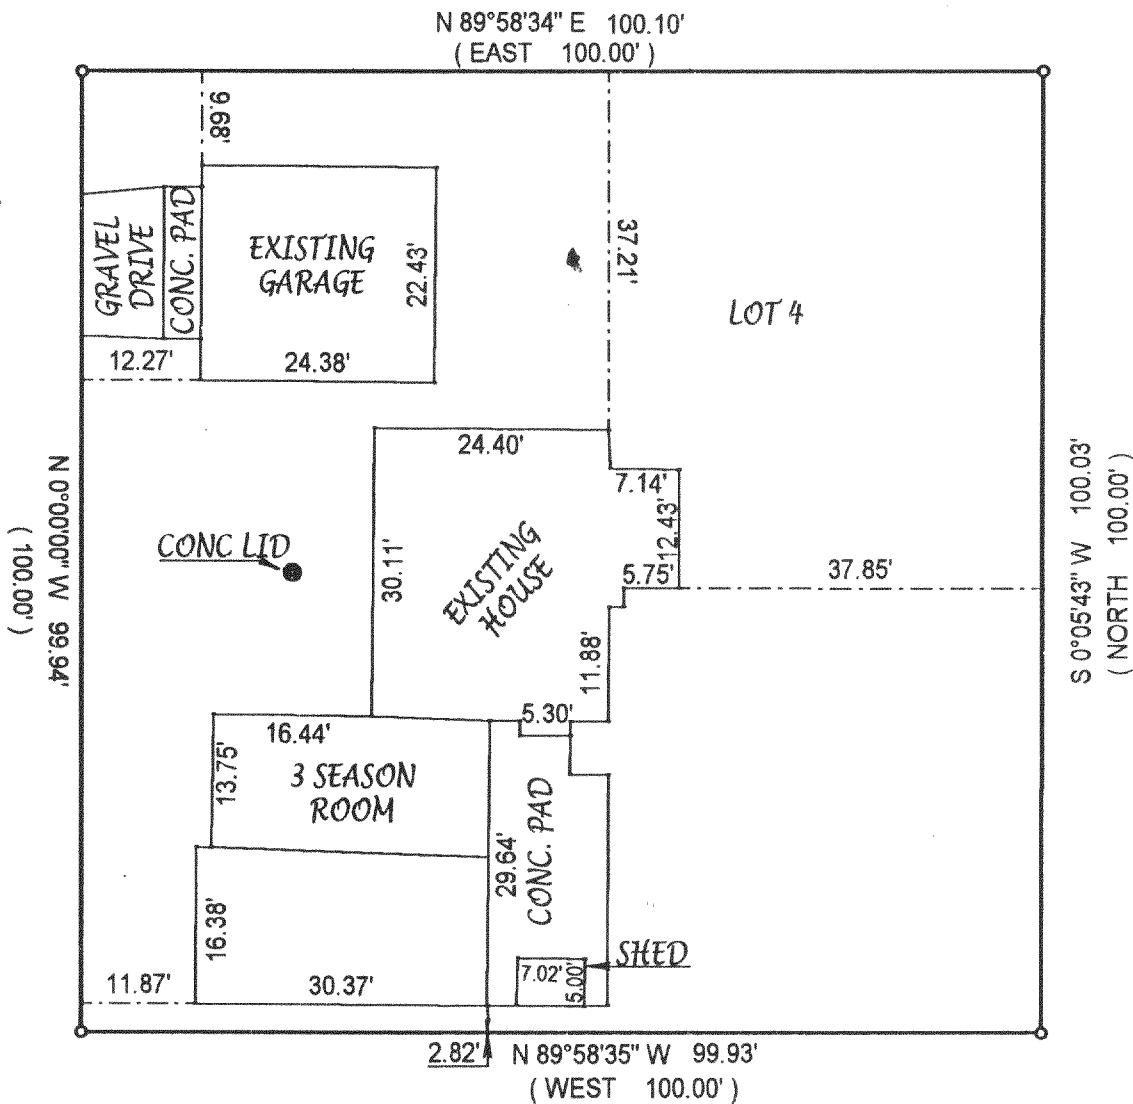 N 89°58'34" E 100.10'
( EAST 100.00' )
9.68'
GRAVEL
DRIVE
CONC. PAD
EXISTING
GARAGE
22.43'
37.21'
LOT 4
12.27'
24.38'
24.40'
7.14'
12.43'
N 0°00'00" W 99.94'
( 100.00' )
CONC LID
30.11'
EXISTING
HOUSE
5.75'
37.85'
S 0°05'43" W 100.03'
( NORTH 100.00' )
11.88'
5.30'
16.44'
13.75'
3 SEASON
ROOM
29.64'
CONC. PAD
16.38'
SHED
7.02'
5.00'
11.87'
30.37'
2.82'
N 89°58'35" W 99.93'
( WEST 100.00' )